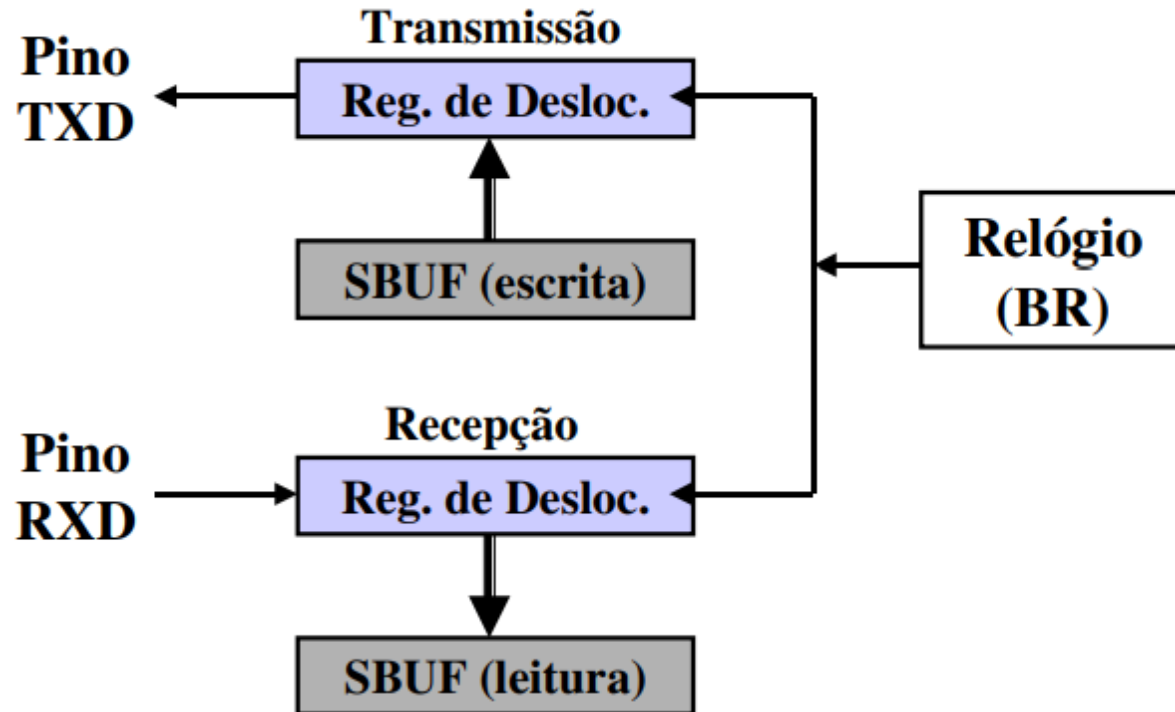 Transmissão
Pino
TXD
Reg. de Desloc.
SBUF (escrita)
Relógio
(BR)
Recepção
Pino
RXD
Reg. de Desloc.
SBUF (leitura)